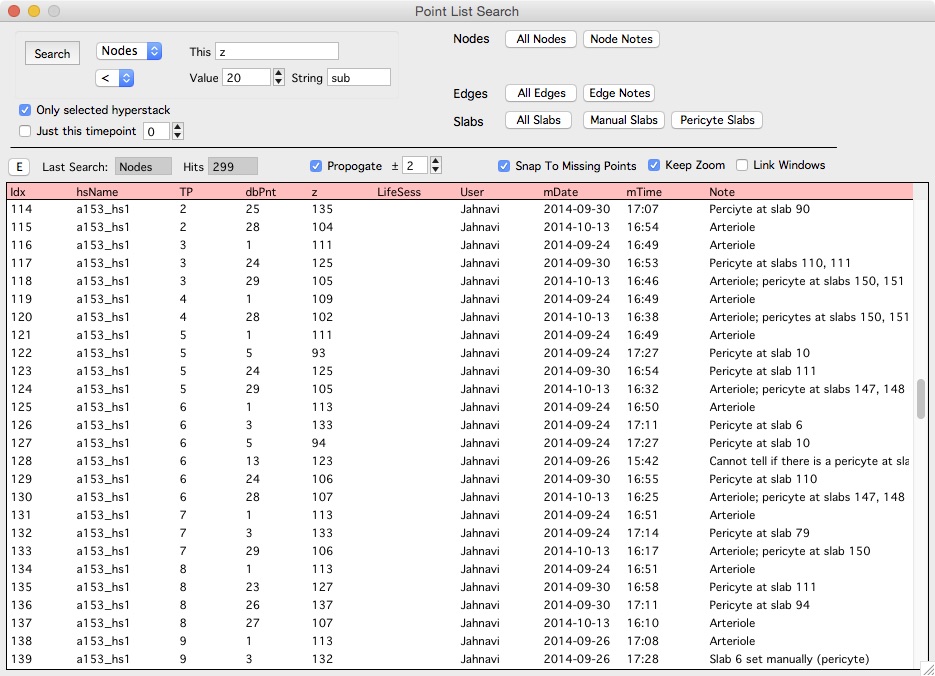 Point List Search
Search Nodes This z
< Value 20 String sub
Only selected hyperstack
Just this timepoint 0
Nodes All Nodes Node Notes
Edges All Edges Edge Notes
Slabs All Slabs Manual Slabs Pericyte Slabs
E Last Search: Nodes Hits 299 Propogate ± 2 Snap To Missing Points Keep Zoom Link Windows
Idx hsName TP dbPnt z LifeSess User mDate mTime Note
114 a153_hs1 2 25 135 Jahnavi 2014-09-30 17:07 Perciyte at slab 90
115 a153_hs1 2 28 104 Jahnavi 2014-10-13 16:54 Arteriole
116 a153_hs1 3 1 111 Jahnavi 2014-09-24 16:49 Arteriole
117 a153_hs1 3 24 125 Jahnavi 2014-09-30 16:53 Pericyte at slabs 110, 111
118 a153_hs1 3 29 105 Jahnavi 2014-10-13 16:46 Arteriole; pericyte at slabs 150, 151
119 a153_hs1 4 1 109 Jahnavi 2014-09-24 16:49 Arteriole
120 a153_hs1 4 28 102 Jahnavi 2014-10-13 16:38 Arteriole; pericytes at slabs 150, 151
121 a153_hs1 5 1 111 Jahnavi 2014-09-24 16:49 Arteriole
122 a153_hs1 5 5 93 Jahnavi 2014-09-24 17:27 Pericyte at slab 10
123 a153_hs1 5 24 125 Jahnavi 2014-09-30 16:54 Pericyte at slab 111
124 a153_hs1 5 29 105 Jahnavi 2014-10-13 16:32 Arteriole; pericyte at slabs 147, 148
125 a153_hs1 6 1 113 Jahnavi 2014-09-24 16:50 Arteriole
126 a153_hs1 6 3 133 Jahnavi 2014-09-24 17:11 Pericyte at slab 6
127 a153_hs1 6 5 94 Jahnavi 2014-09-24 17:27 Pericyte at slab 10
128 a153_hs1 6 13 123 Jahnavi 2014-09-26 15:42 Cannot tell if there is a pericyte at sla
129 a153_hs1 6 24 106 Jahnavi 2014-09-30 16:55 Pericyte at slab 110
130 a153_hs1 6 28 107 Jahnavi 2014-10-13 16:25 Arteriole; pericyte at slabs 147, 148
131 a153_hs1 7 1 113 Jahnavi 2014-09-24 16:51 Arteriole
132 a153_hs1 7 3 133 Jahnavi 2014-09-24 17:14 Pericyte at slab 79
133 a153_hs1 7 29 106 Jahnavi 2014-10-13 16:17 Arteriole; pericyte at slab 150
134 a153_hs1 8 1 113 Jahnavi 2014-09-24 16:51 Arteriole
135 a153_hs1 8 23 127 Jahnavi 2014-09-30 16:58 Pericyte at slab 111
136 a153_hs1 8 26 137 Jahnavi 2014-09-30 17:11 Pericyte at slab 94
137 a153_hs1 8 27 107 Jahnavi 2014-10-13 16:10 Arteriole
138 a153_hs1 9 1 113 Jahnavi 2014-09-26 17:08 Arteriole
139 a153_hs1 9 3 132 Jahnavi 2014-09-26 17:28 Slab 6 set manually (pericyte)